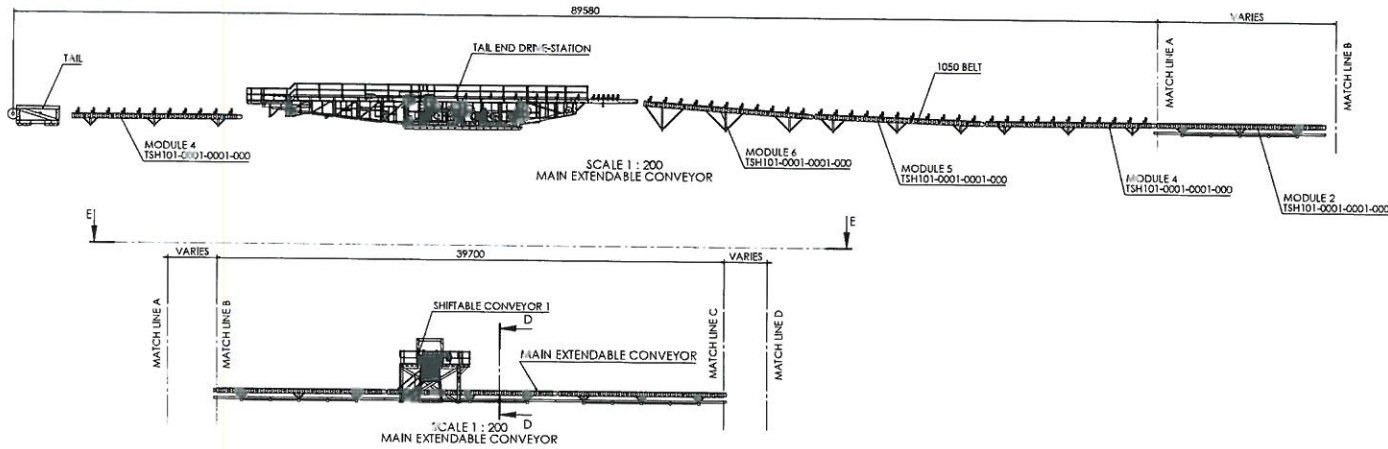 89580
VARIES
TAIL
TAIL END DRIVE-STATION
1050 BELT
MATCH LINE A
MATCH LINE B
MODULE 4
TSH101-0001-0001-000
SCALE 1 : 200
MAIN EXTENDABLE CONVEYOR
MODULE 6
TSH101-0001-0001-000
MODULE 5
TSH101-0001-0001-000
MODULE 4
TSH101-0001-0001-000
MODULE 2
TSH101-0001-0001-000
E
E
VARIES
39700
VARIES
MATCH LINE A
MATCH LINE B
SHIFTABLE CONVEYOR 1
D
MAIN EXTENDABLE CONVEYOR
MATCH LINE C
MATCH LINE D
D
SCALE 1 : 200
MAIN EXTENDABLE CONVEYOR